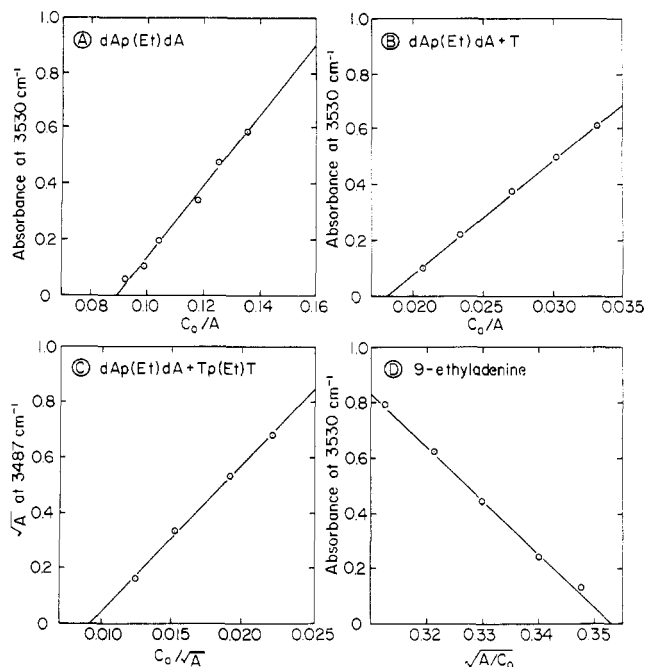 Ⓐ dAp(Et)dA
Absorbance at 3530 cm⁻¹
1.0
0.8
0.6
0.4
0.2
0
0.08 0.10 0.12 0.14 0.16
C₀/A
Ⓑ dAp(Et)dA + T
Absorbance at 3530 cm⁻¹
1.0
0.8
0.6
0.4
0.2
0
0.020 0.025 0.030 0.035
C₀/A
Ⓒ dAp(Et)dA + Tp(Et)T
√A at 3487 cm⁻¹
1.0
0.8
0.6
0.4
0.2
0
0.010 0.015 0.020 0.025
C₀/√A
Ⓓ 9-ethyladenine
Absorbance at 3530 cm⁻¹
1.0
0.8
0.6
0.4
0.2
0
0.32 0.33 0.34 0.35
√A/C₀